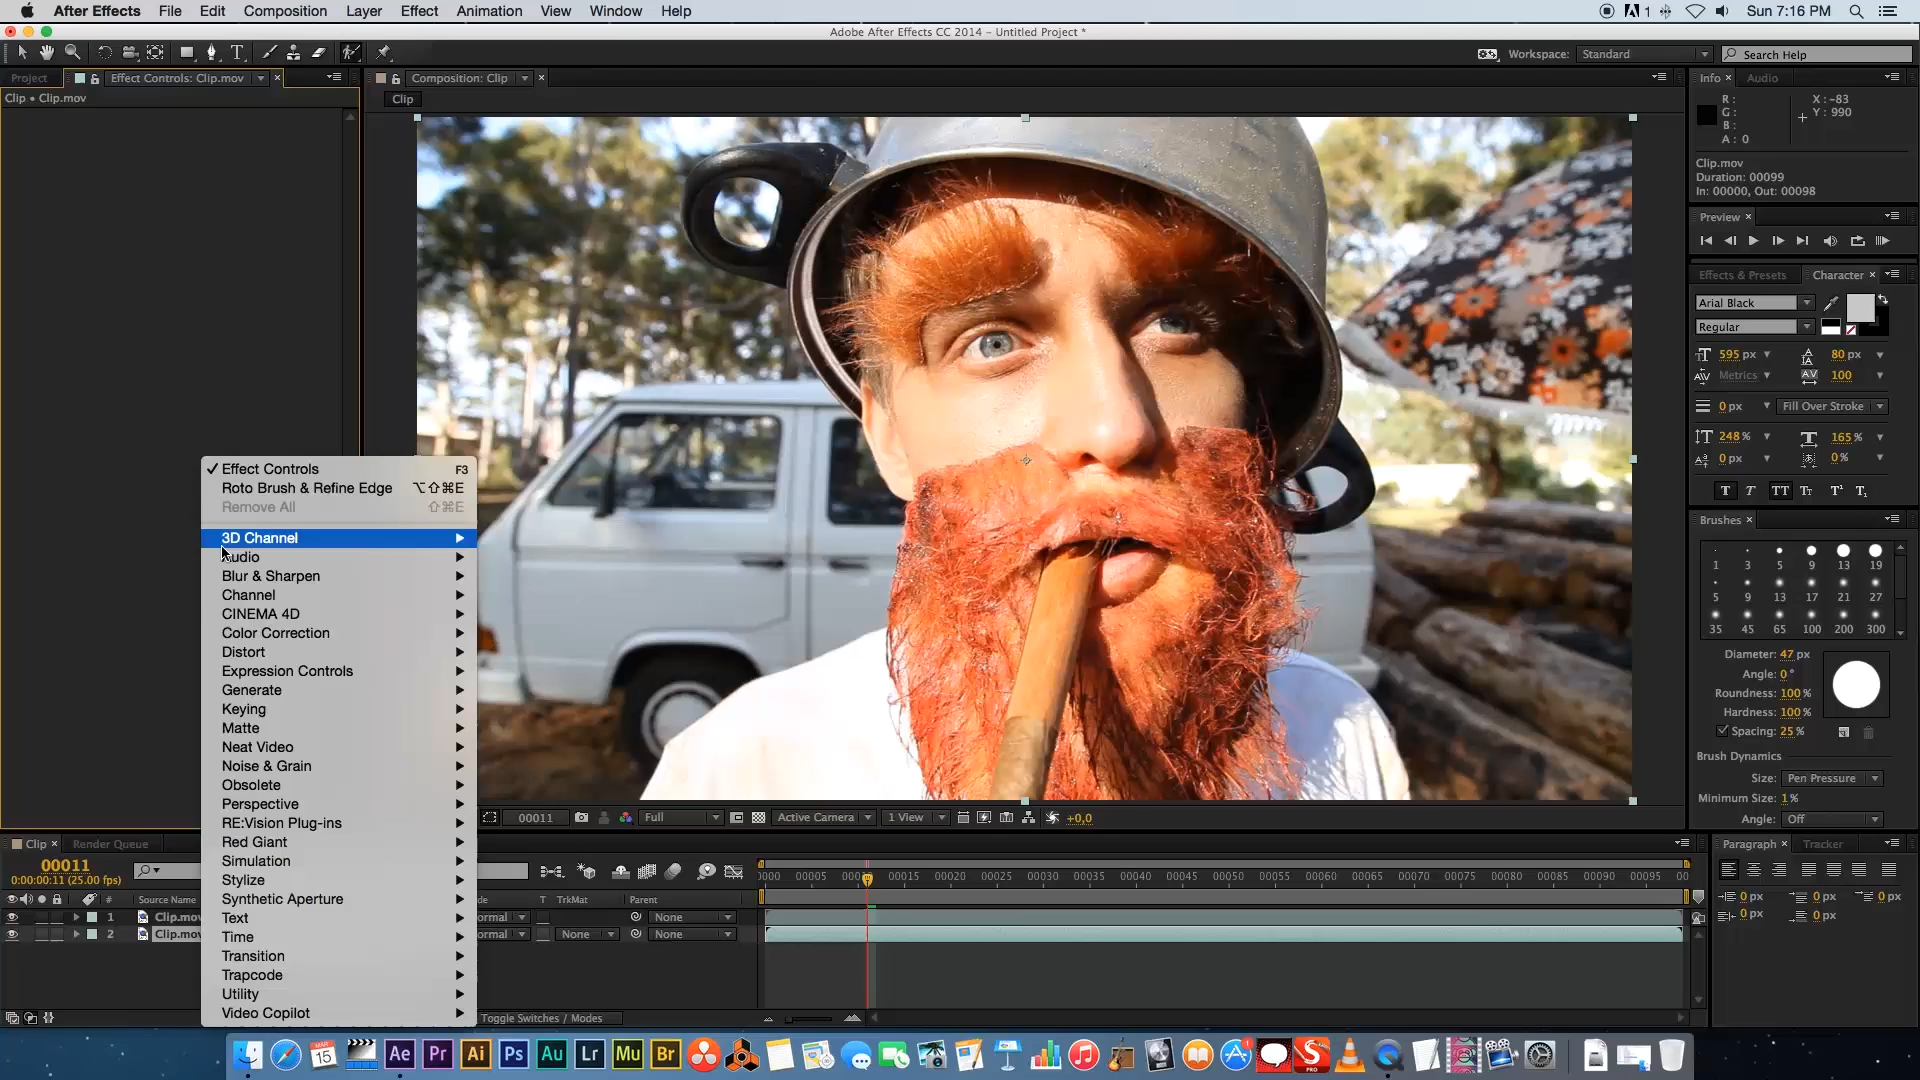 After Effects File Edit Composition Layer Effect Animation View Window Help 1 Sun 7:16 PM
Adobe After Effects CC 2014 – Untitled Project *
Workspace: Standard Search Help
Project Effect Controls: Clip.mov Composition: Clip Info Audio
Clip • Clip.mov
Clip
R :
G :
B :
A : 0
X : -83
Y : 990
Clip.mov
Duration: 00099
In: 00000, Out: 00098
Preview
Effects & Presets Character
Arial Black
Regular
595 px 80 px
Metrics 100
0 px Fill Over Stroke
248 % 165 %
0 px 0 %
T T TT Tr T¹ T₁
Brushes
1 3 5 9 13 19
5 9 13 17 21 27
35 45 65 100 200 300
Diameter: 47 px
Angle: 0 °
Roundness: 100 %
Hardness: 100 %
Spacing: 25 %
Brush Dynamics
Size: Pen Pressure
Minimum Size: 1 %
Angle: Off
Effect Controls F3
Roto Brush & Refine Edge ⌥⇧⌘E
Remove All ⇧⌘E
3D Channel
Audio
Blur & Sharpen
Channel
CINEMA 4D
Color Correction
Distort
Expression Controls
Generate
Keying
Matte
Neat Video
Noise & Grain
Obsolete
Perspective
RE:Vision Plug-ins
Red Giant
Simulation
Stylize
Synthetic Aperture
Text
Time
Transition
Trapcode
Utility
Video Copilot
00011 Full Active Camera 1 View +0,0
Clip Render Queue
00011
0:00:00:11 (25.00 fps)
# Source Name T TrkMat Parent
1 Clip.mov None
2 Clip.mov None None
Toggle Switches / Modes
00005 00015 00020 00025 00030 00035 00040 00045 00050 00055 00060 00065 00070 00075 00080 00085 00090 00095
Paragraph Tracker
0 px 0 px 0 px
0 px 0 px
MAR 15 Ae Pr Ai Ps Au Lr Mu Br S PRO